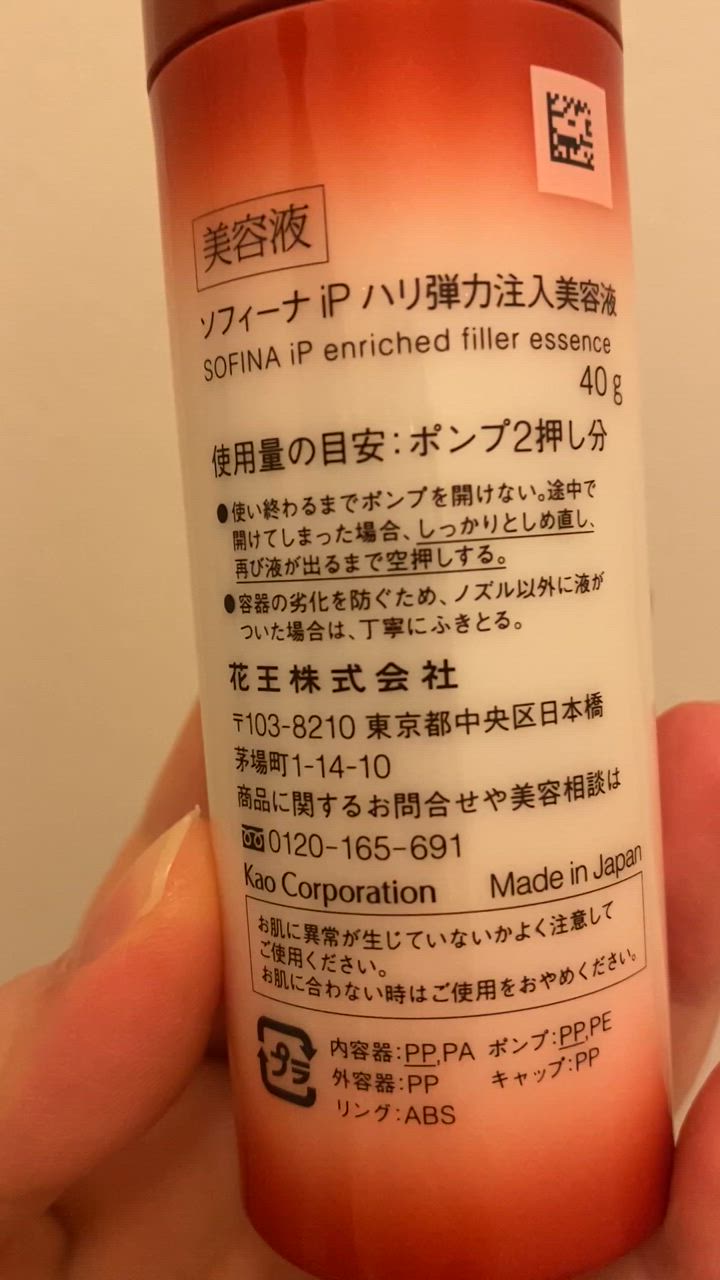 美容液
ソフィーナ iP ハリ弾力注入美容液
SOFINA iP enriched filler essence
40g
使用量の目安:ポンプ2押し分
●使い終わるまでポンプを開けない。途中で
開けてしまった場合、しっかりとしめ直し、
再び液が出るまで空押しする。
●容器の劣化を防ぐため、ノズル以外に液が
ついた場合は、丁寧にふきとる。
花王株式会社
〒103-8210 東京都中央区日本橋
茅場町1-14-10
商品に関するお問合せや美容相談は
0120-165-691
Kao Corporation Made in Japan
お肌に異常が生じていないかよく注意して
ご使用ください。
お肌に合わない時はご使用をおやめください。
プラ
内容器:PP,PA ポンプ:PP,PE
外容器:PP キャップ:PP
リング:ABS